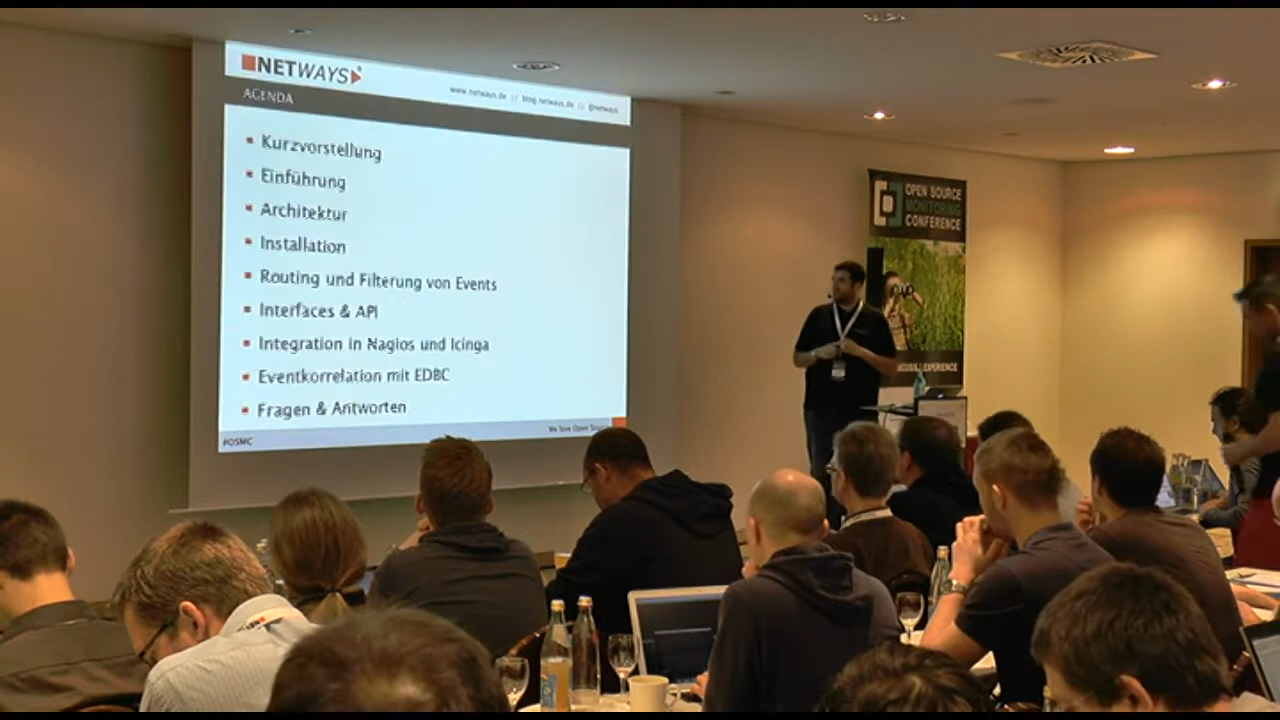 NETWAYS
www.netways.de // blog.netways.de // @netways
AGENDA
Kurzvorstellung
Einführung
Architektur
Installation
Routing und Filterung von Events
Interfaces & API
Integration in Nagios und Icinga
Eventkorrelation mit EDBC
Fragen & Antworten
#OSMC
We love Open Source
OPEN SOURCE
MONITORING
CONFERENCE
EXPERIENCE